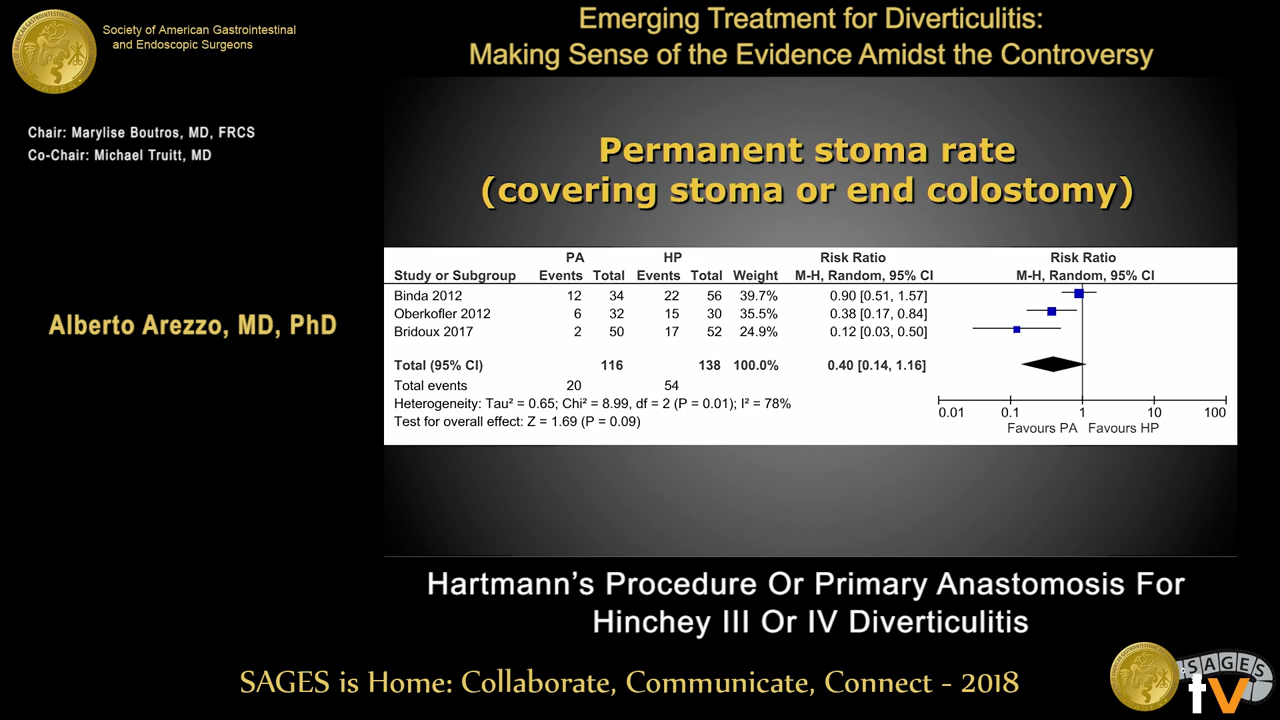 Society of American Gastrointestinal
and Endoscopic Surgeons
Emerging Treatment for Diverticulitis:
Making Sense of the Evidence Amidst the Controversy
Chair: Marylise Boutros, MD, FRCS
Co-Chair: Michael Truitt, MD
Alberto Arezzo, MD, PhD
Permanent stoma rate
(covering stoma or end colostomy)
PA HP Risk Ratio Risk Ratio
Study or Subgroup Events Total Events Total Weight M-H, Random, 95% CI M-H, Random, 95% CI
Binda 2012 12 34 22 56 39.7% 0.90 [0.51, 1.57]
Oberkofler 2012 6 32 15 30 35.5% 0.38 [0.17, 0.84]
Bridoux 2017 2 50 17 52 24.9% 0.12 [0.03, 0.50]
Total (95% CI) 116 138 100.0% 0.40 [0.14, 1.16]
Total events 20 54
Heterogeneity: Tau² = 0.65; Chi² = 8.99, df = 2 (P = 0.01); I² = 78%
Test for overall effect: Z = 1.69 (P = 0.09)
0.01 0.1 1 10 100
Favours PA Favours HP
Hartmann's Procedure Or Primary Anastomosis For
Hinchey III Or IV Diverticulitis
SAGES is Home: Collaborate, Communicate, Connect - 2018
SAGES
tv